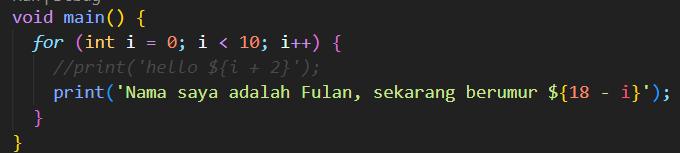 void main() {
for (int i = 0; i < 10; i++) {
//print('hello ${i + 2}');
print('Nama saya adalah Fulan, sekarang berumur ${18 - i}');
}
}